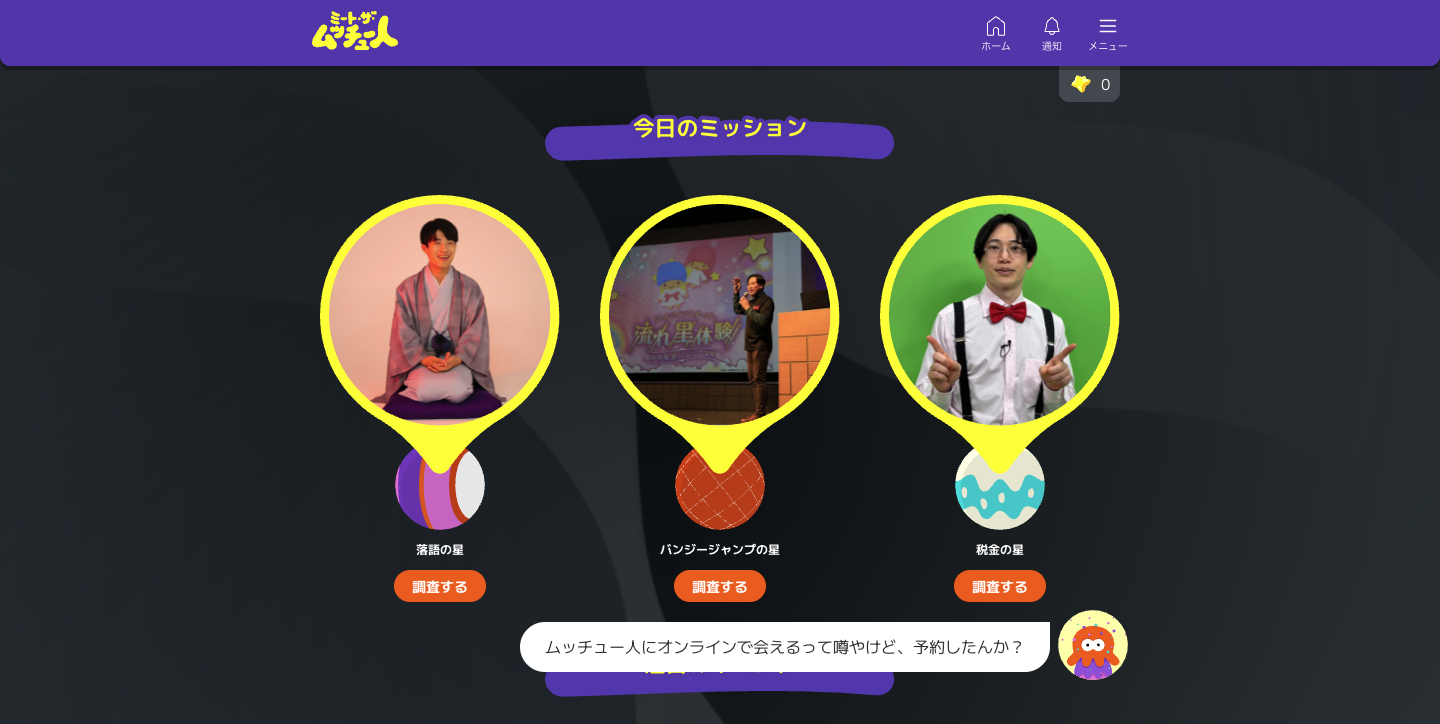 ミート・ザ・
ムッチュー人
ホーム
通知
メニュー
0
今日のミッション
流れ星体験
落語の星
バンジージャンプの星
税金の星
調査する
調査する
調査する
ムッチュー人にオンラインで会えるって噂やけど、予約したんか？